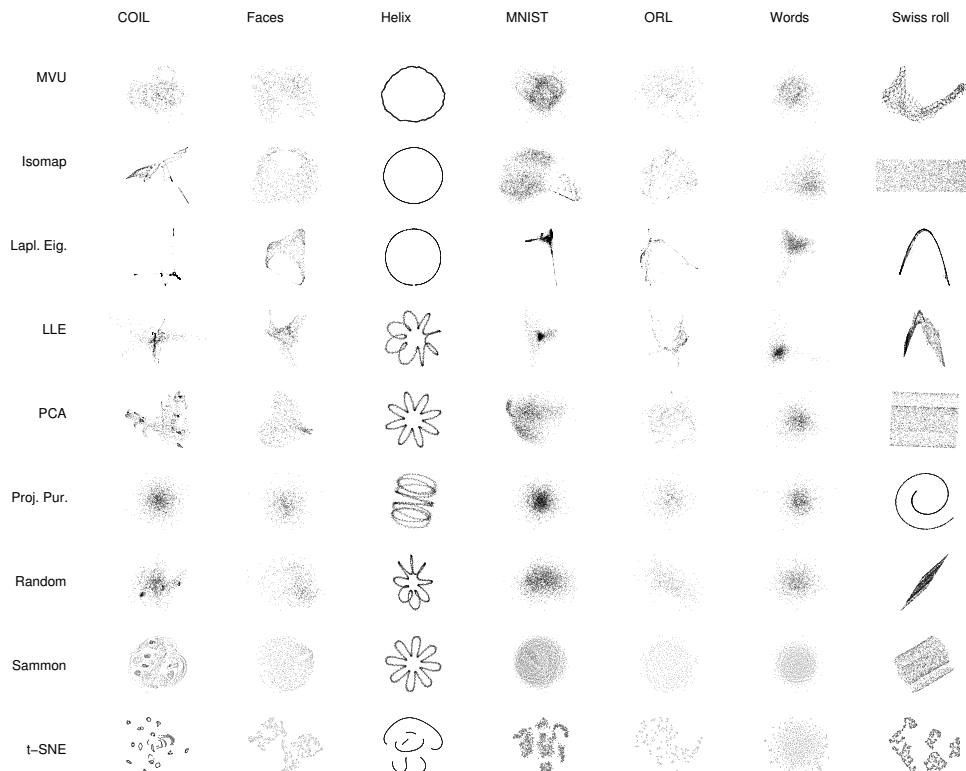 COIL Faces Helix MNIST ORL Words Swiss roll
MVU
Isomap
Lapl. Eig.
LLE
PCA
Proj. Pur.
Random
Sammon
t−SNE